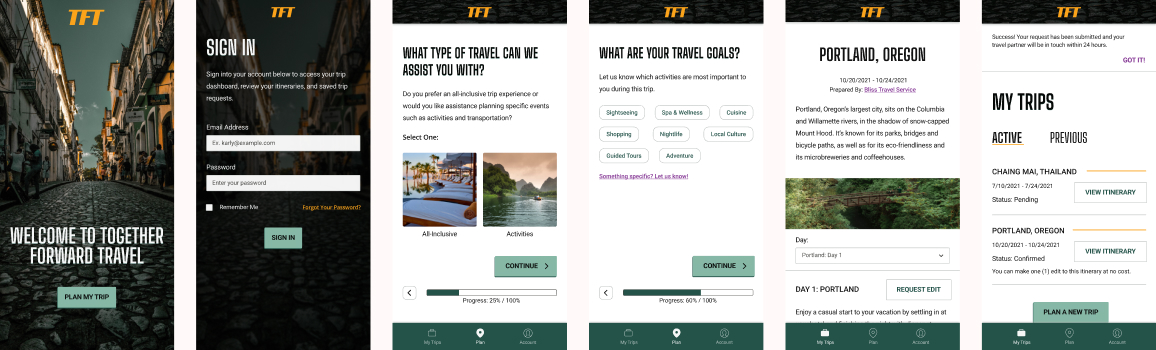 TFT
WELCOME TO TOGETHER
FORWARD TRAVEL
PLAN MY TRIP
TFT
SIGN IN
Sign into your account below to access your trip
dashboard, review your itineraries, and saved trip
requests.
Email Address
Ex. karly@example.com
Password
Enter your password
Remember Me
Forgot Your Password?
SIGN IN
TFT
WHAT TYPE OF TRAVEL CAN WE
ASSIST YOU WITH?
Do you prefer an all-inclusive trip experience or
would you like assistance planning specific events
such as activities and transportation?
Select One:
All-Inclusive
Activities
CONTINUE
Progress: 25% / 100%
My Trips
Plan
Account
TFT
WHAT ARE YOUR TRAVEL GOALS?
Let us know which activities are most important to
you during this trip.
Sightseeing
Spa & Wellness
Cuisine
Shopping
Nightlife
Local Culture
Guided Tours
Adventure
Something specific? Let us know!
CONTINUE
Progress: 60% / 100%
My Trips
Plan
Account
TFT
PORTLAND, OREGON
10/20/2021 - 10/24/2021
Prepared By: Bliss Travel Service
Portland, Oregon's largest city, sits on the Columbia
and Willamette rivers, in the shadow of snow-capped
Mount Hood. It's known for its parks, bridges and
bicycle paths, as well as for its eco-friendliness and
its microbreweries and coffeehouses.
Day:
Portland: Day 1
DAY 1: PORTLAND
REQUEST EDIT
Enjoy a casual start to your vacation by settling in at
My Trips
Plan
Account
TFT
Success! Your request has been submitted and your
travel partner will be in touch within 24 hours.
GOT IT!
MY TRIPS
ACTIVE
PREVIOUS
CHAING MAI, THAILAND
7/10/2021 - 7/24/2021
Status: Pending
VIEW ITINERARY
PORTLAND, OREGON
10/20/2021 - 10/24/2021
Status: Confirmed
VIEW ITINERARY
You can make one (1) edit to this itinerary at no cost.
PLAN A NEW TRIP
My Trips
Plan
Account